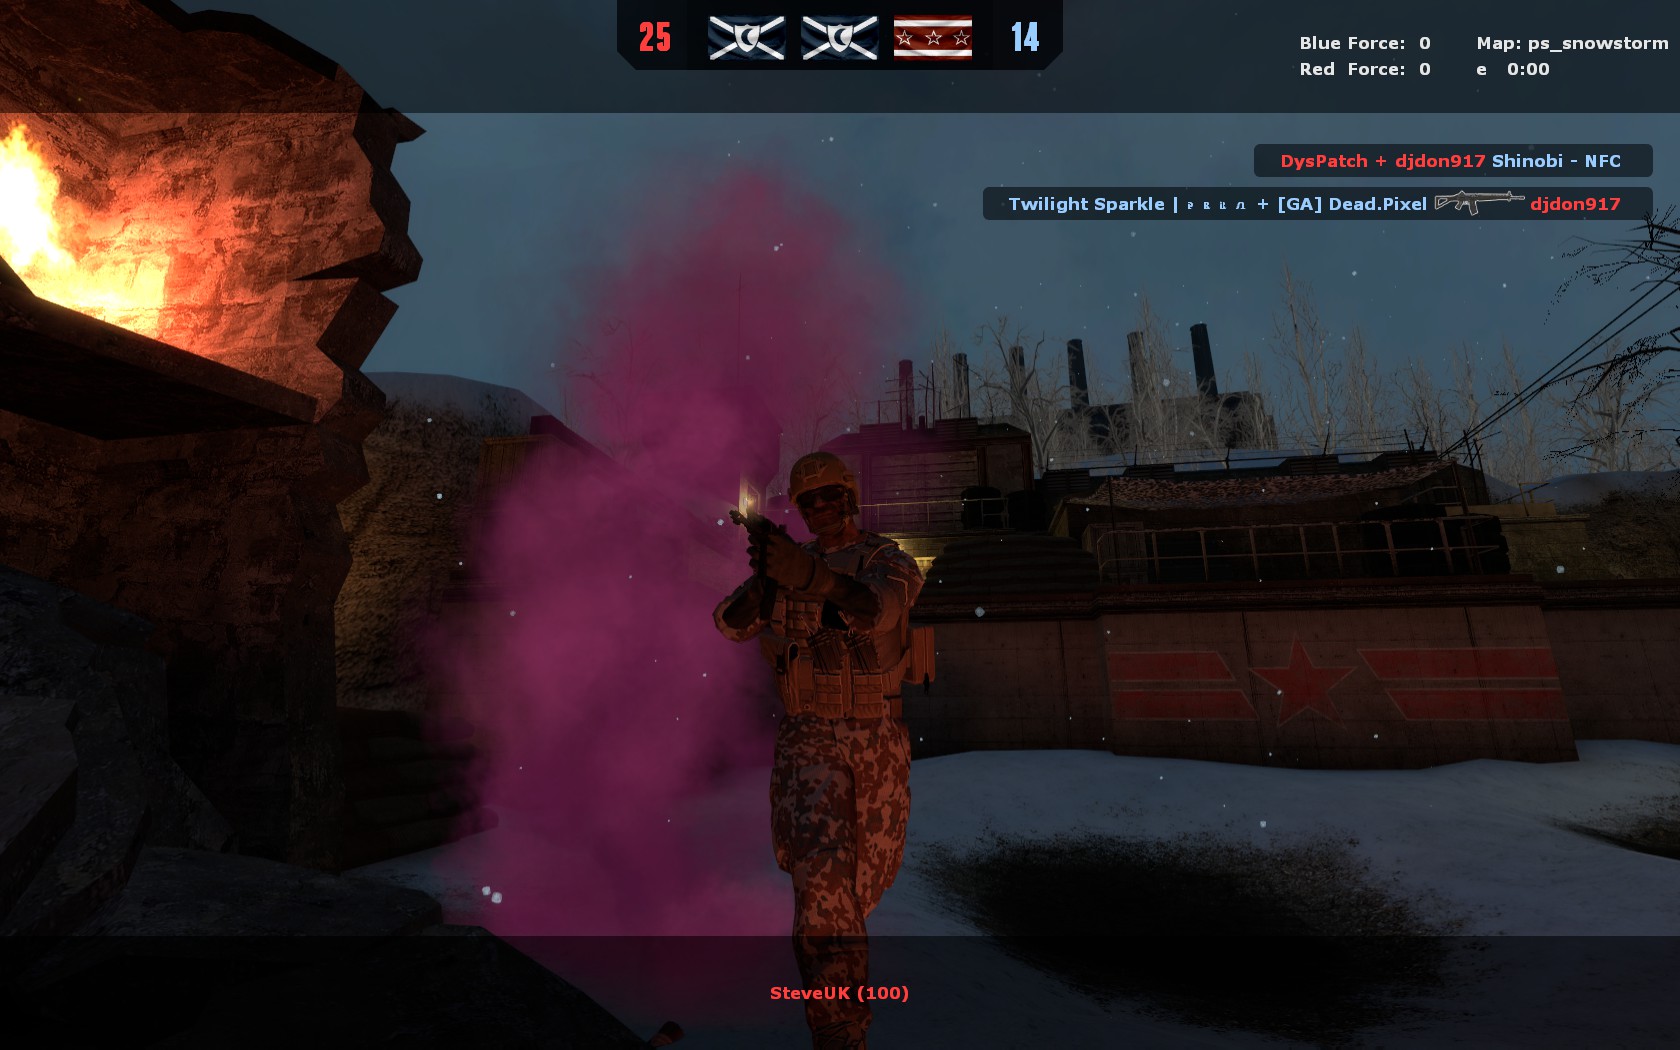 25 14
Blue Force: 0 Map: ps_snowstorm
Red Force: 0 e 0:00
DysPatch + djdon917 Shinobi - NFC
Twilight Sparkle | + [GA] Dead.Pixel djdon917
SteveUK (100)